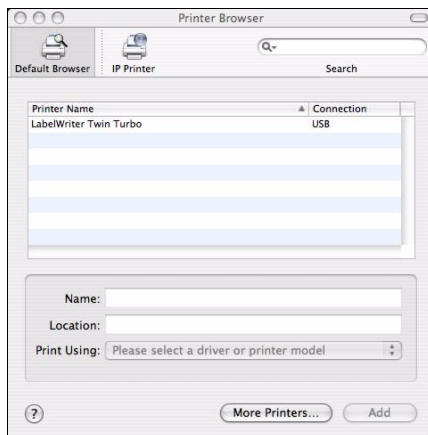 Printer Browser
Default Browser
IP Printer
Search
Printer Name Connection
LabelWriter Twin Turbo USB
Name:
Location:
Print Using: Please select a driver or printer model
? More Printers... Add